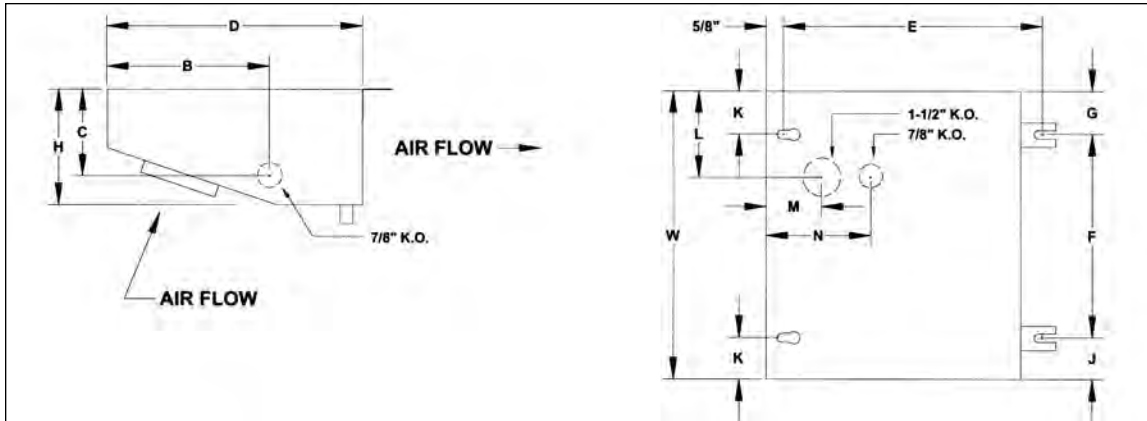 D
B
C
H
AIR FLOW
7/8" K.O.
AIR FLOW
5/8"
E
K
L
G
1-1/2" K.O.
7/8" K.O.
M
N
W
F
K
J